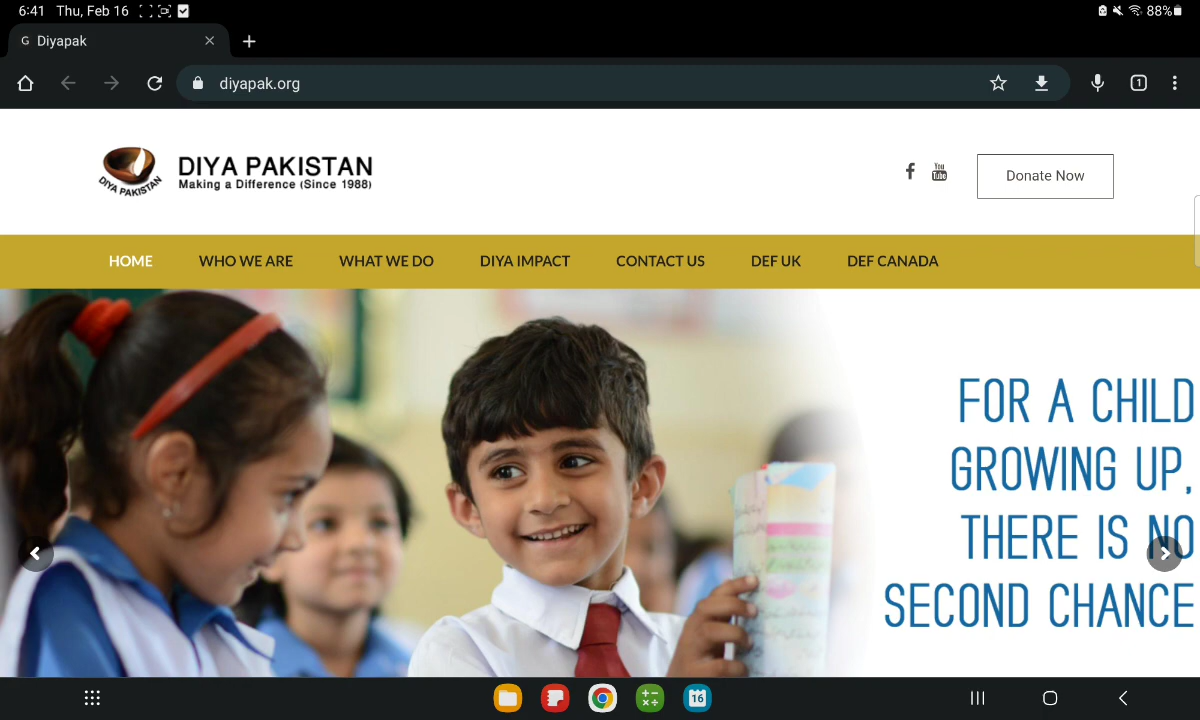 6:41 Thu, Feb 16
88%
G Diyapak
diyapak.org
1
DIYA PAKISTAN
DIYA PAKISTAN
Making a Difference (Since 1988)
You
Tube
Donate Now
HOME WHO WE ARE WHAT WE DO DIYA IMPACT CONTACT US DEF UK DEF CANADA
FOR A CHILD
GROWING UP,
THERE IS NO
SECOND CHANCE
16